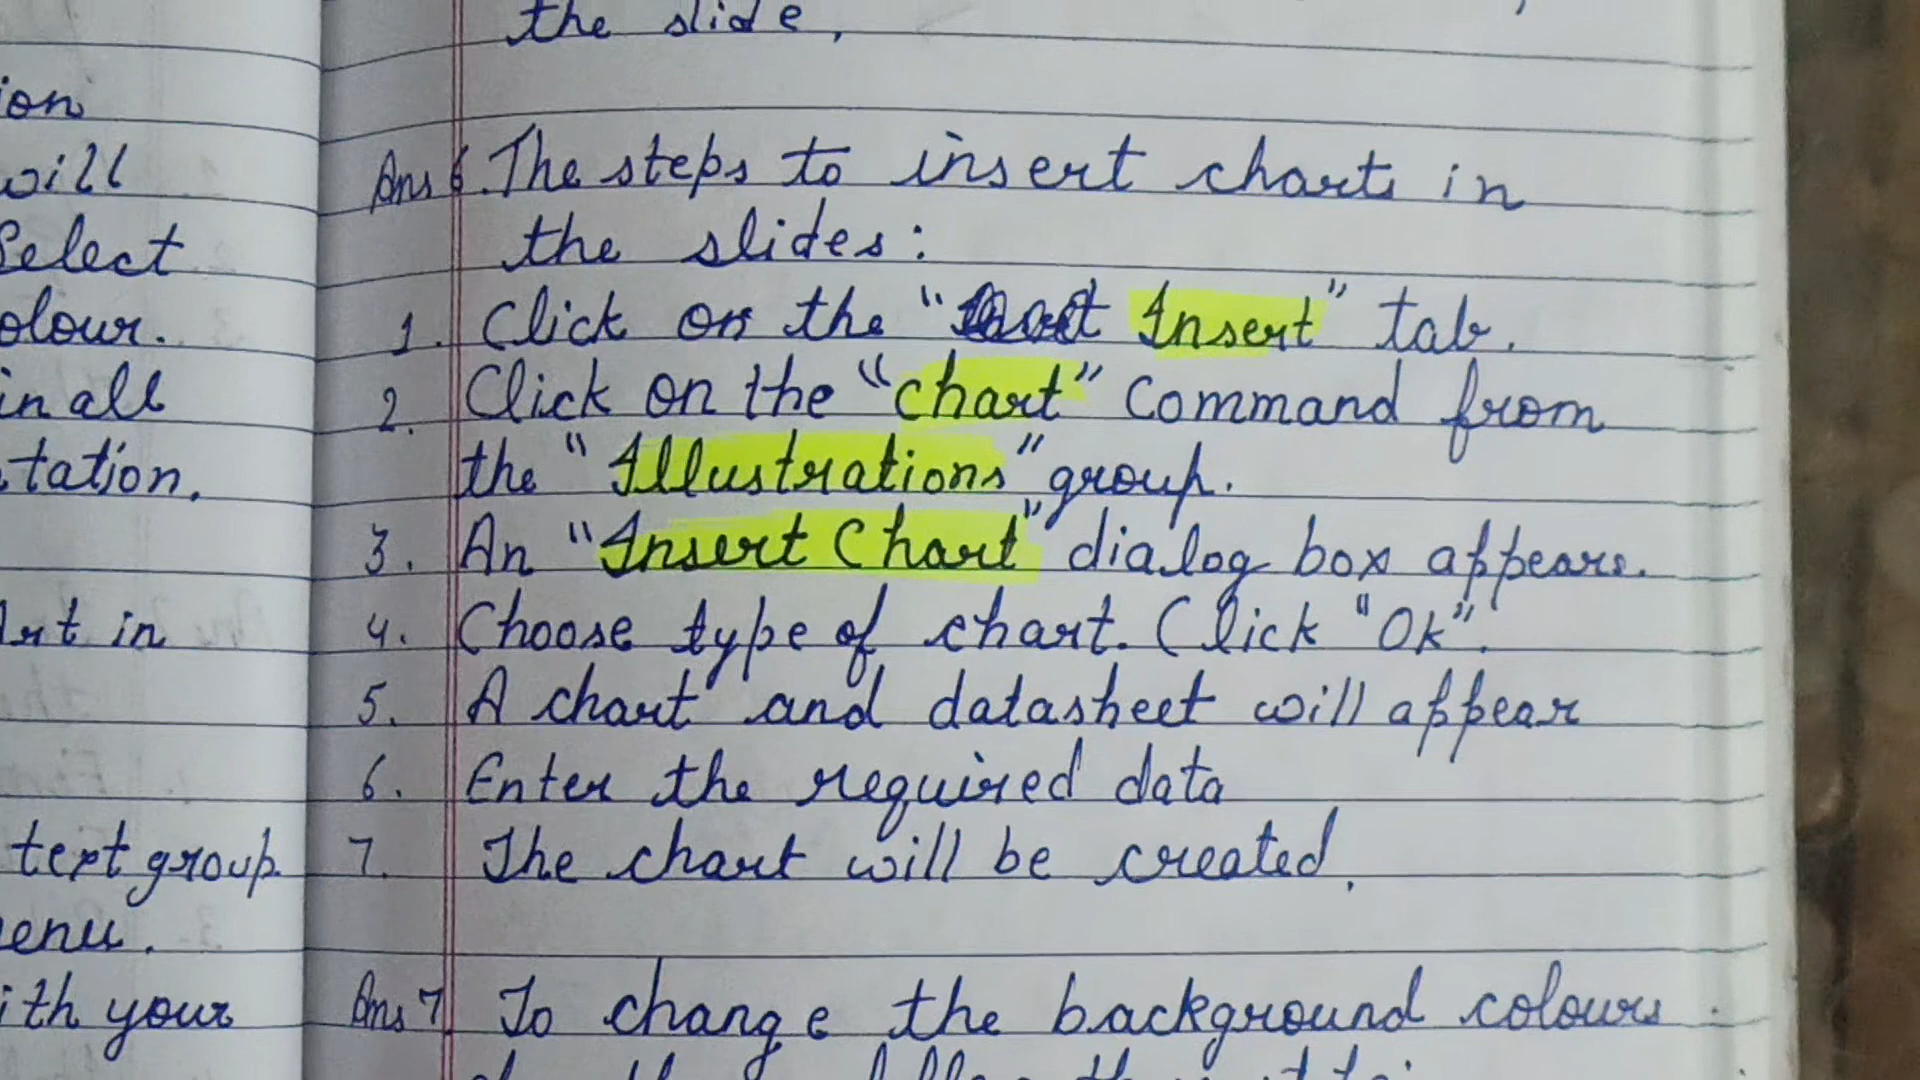 ion
will
Select
olour.
in all
tation.
Art in
text group.
enu.
ith your
the slide,
Ans 6. The steps to insert charts in
the slides:
1. Click on the " Insert" tab.
2. Click on the "chart" Command from
the "Illustrations" group.
3. An "Insert Chart" dialog box appears.
4. Choose type of chart. Click "Ok".
5. A chart and datasheet will appear
6. Enter the required data
7. The chart will be created.
Ans 7. To change the background colours